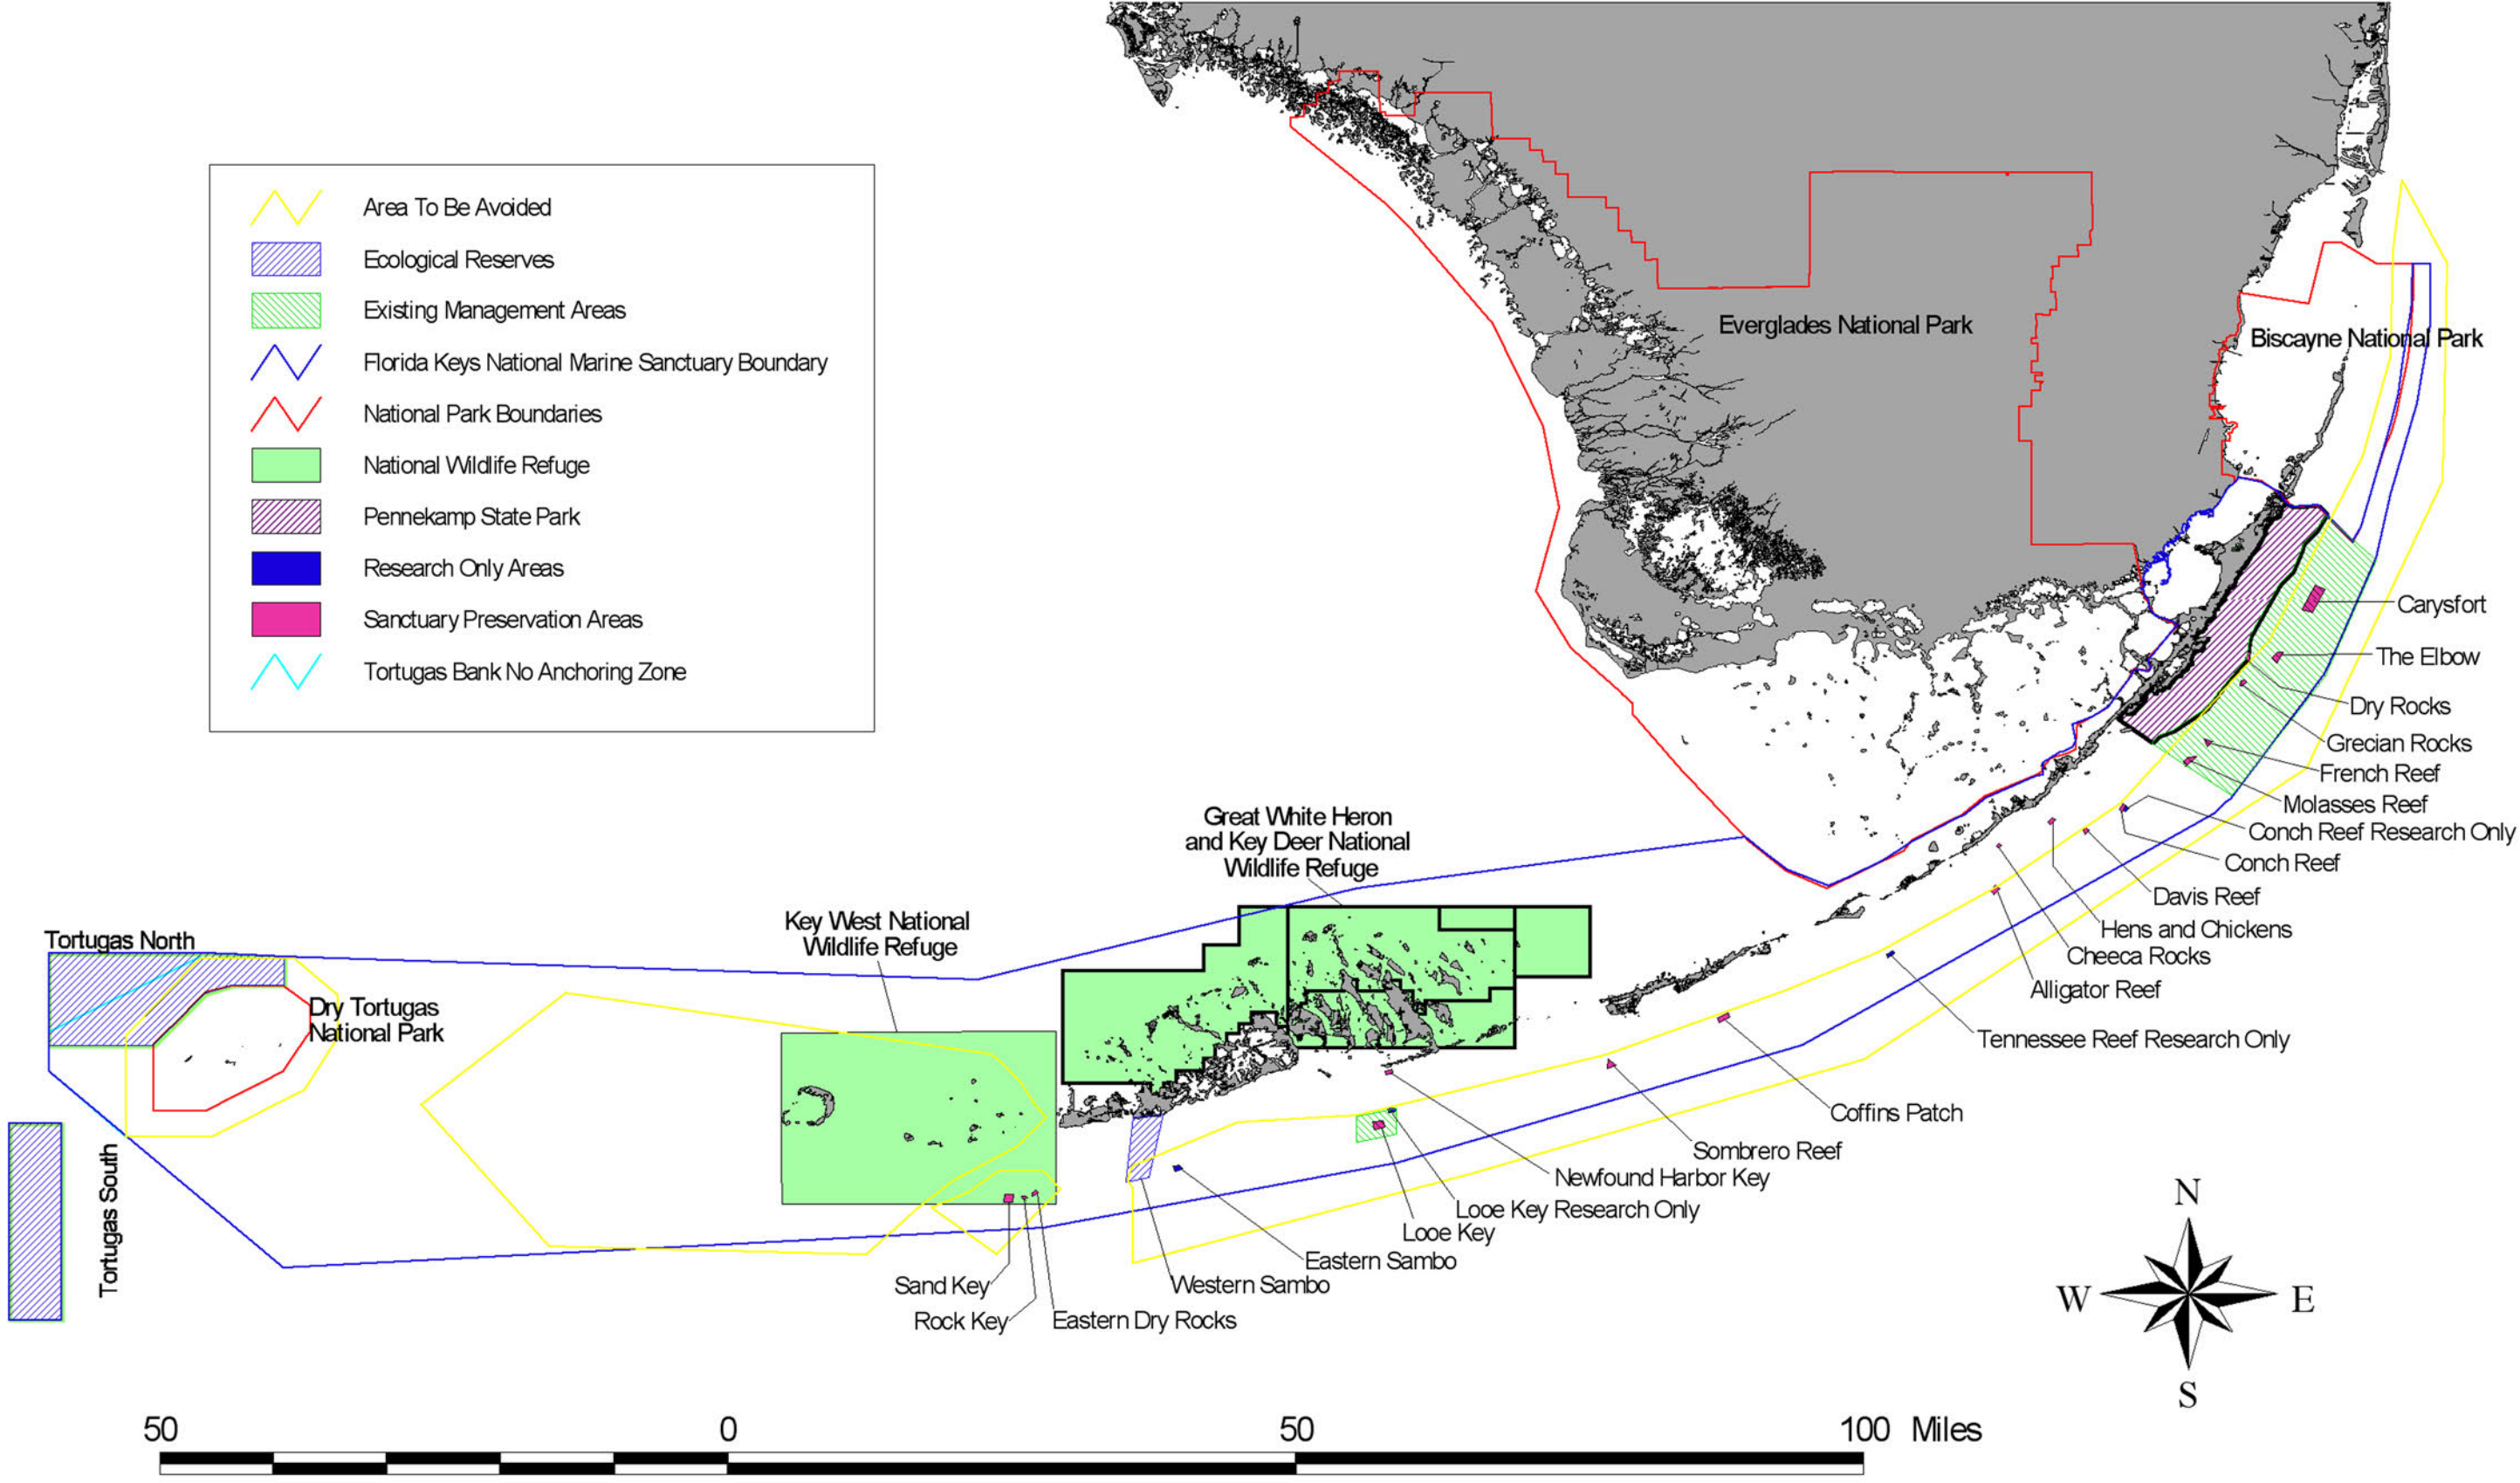 Area To Be Avoided
Ecological Reserves
Existing Management Areas
Florida Keys National Marine Sanctuary Boundary
National Park Boundaries
National Wildlife Refuge
Pennekamp State Park
Research Only Areas
Sanctuary Preservation Areas
Tortugas Bank No Anchoring Zone
Everglades National Park
Biscayne National Park
Carysfort
The Elbow
Dry Rocks
Grecian Rocks
French Reef
Molasses Reef
Conch Reef Research Only
Conch Reef
Davis Reef
Hens and Chickens
Cheeca Rocks
Alligator Reef
Tennessee Reef Research Only
Coffins Patch
Sombrero Reef
Newfound Harbor Key
Looe Key Research Only
Looe Key
Eastern Sambo
Western Sambo
Great White Heron
and Key Deer National
Wildlife Refuge
Key West National
Wildlife Refuge
Tortugas North
Dry Tortugas
National Park
Tortugas South
Sand Key
Rock Key
Eastern Dry Rocks
N
W
E
S
50 0 50 100 Miles